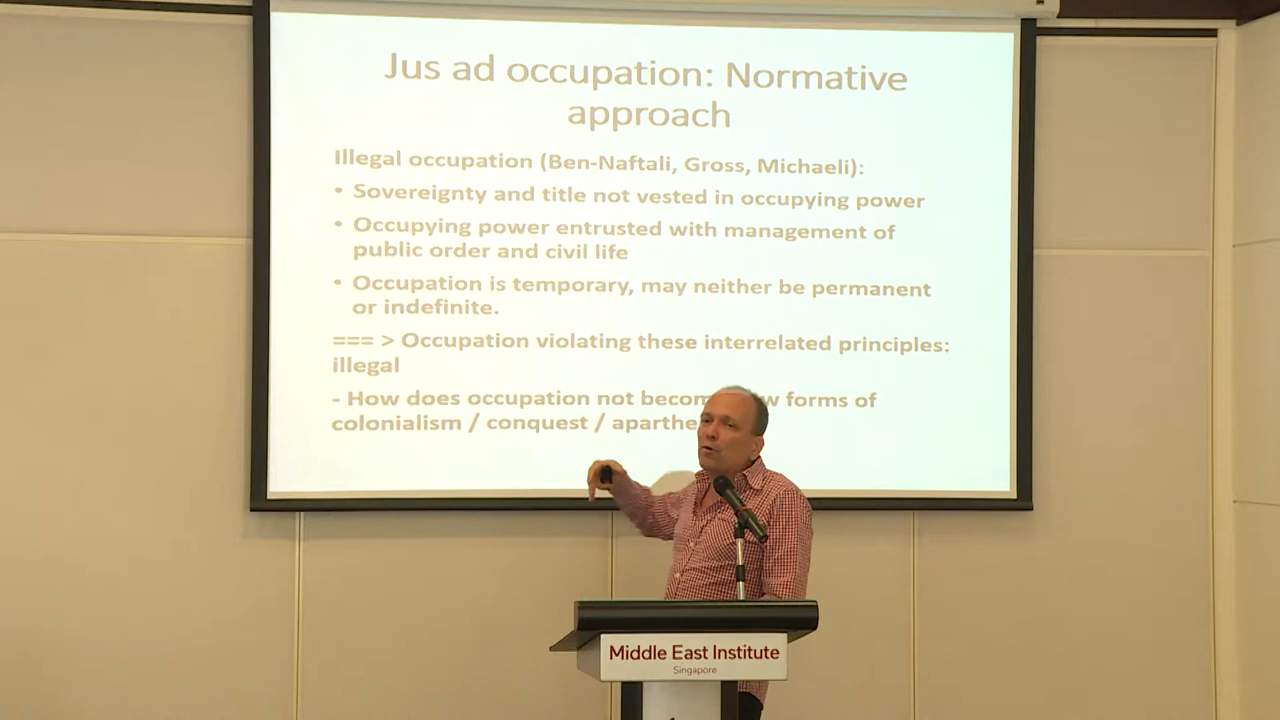 Jus ad occupation: Normative
approach
Illegal occupation (Ben-Naftali, Gross, Michaeli):
• Sovereignty and title not vested in occupying power
• Occupying power entrusted with management of
public order and civil life
• Occupation is temporary, may neither be permanent
or indefinite.
=== > Occupation violating these interrelated principles:
illegal
- How does occupation not forms of
colonialism / conquest /
Middle East Institute
Singapore